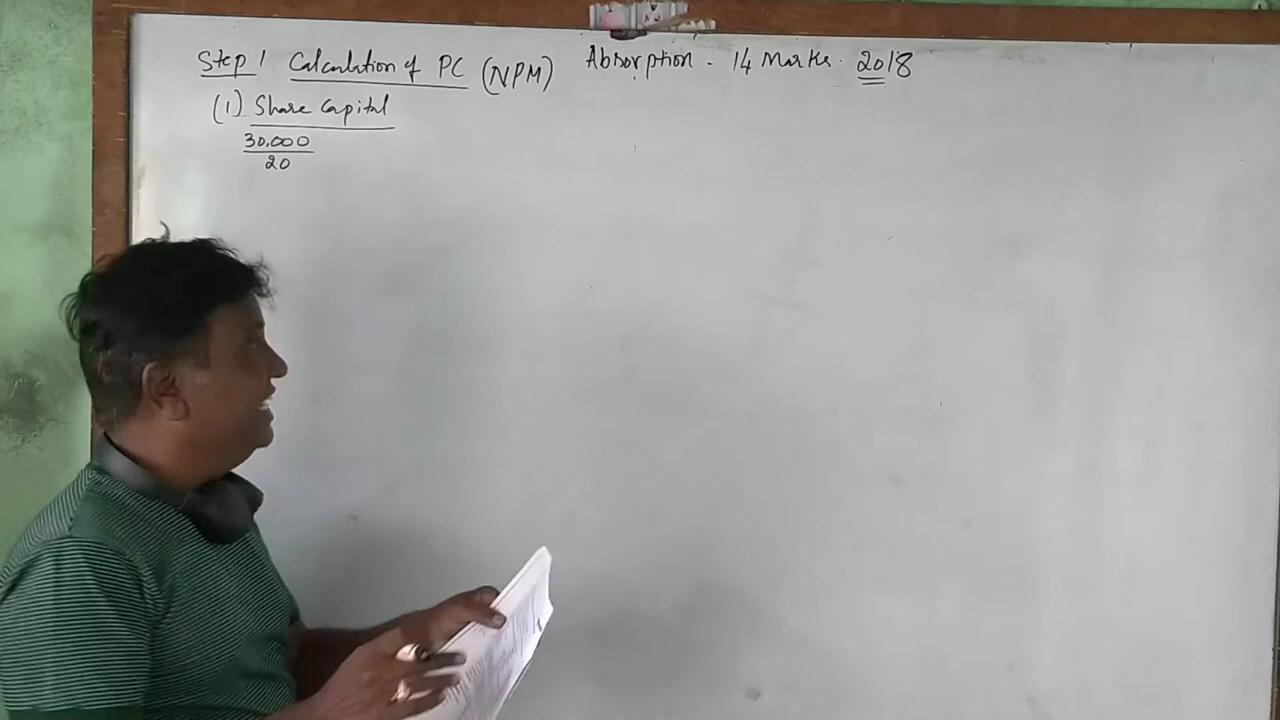 Step 1 Calculation of PC (NPM) Absorption - 14 Marks. 2018
(1) Share Capital
30,000
20